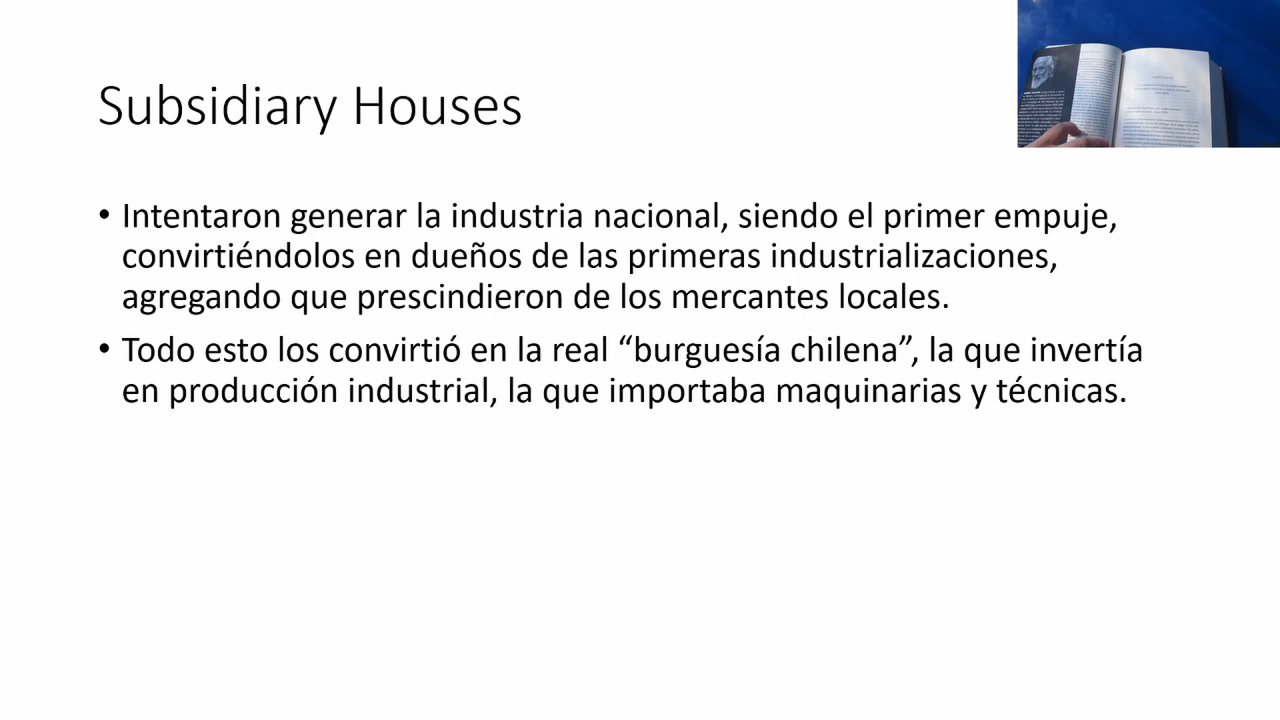 Subsidiary Houses
• Intentaron generar la industria nacional, siendo el primer empuje,
convirtiéndolos en dueños de las primeras industrializaciones,
agregando que prescindieron de los mercantes locales.
• Todo esto los convirtió en la real “burguesía chilena”, la que invertía
en producción industrial, la que importaba maquinarias y técnicas.